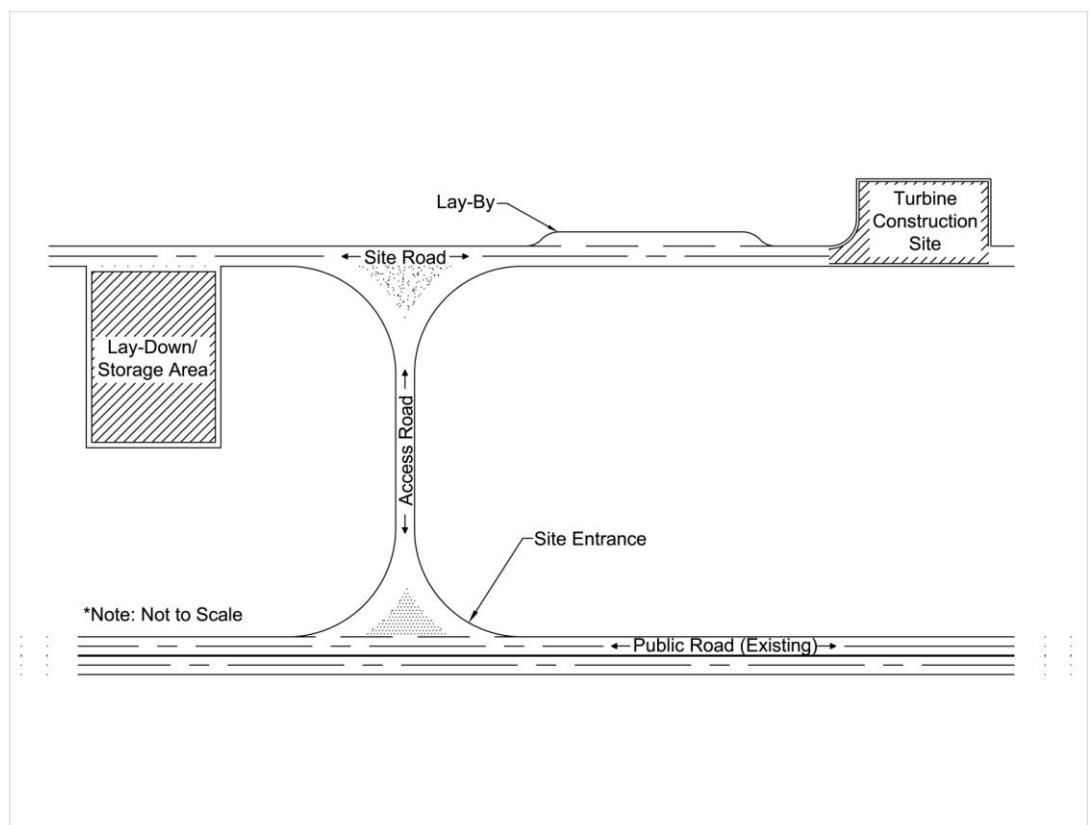 Lay-By
Turbine
Construction
Site
Site Road
Lay-Down/
Storage Area
Access Road
Site Entrance
*Note: Not to Scale
Public Road (Existing)